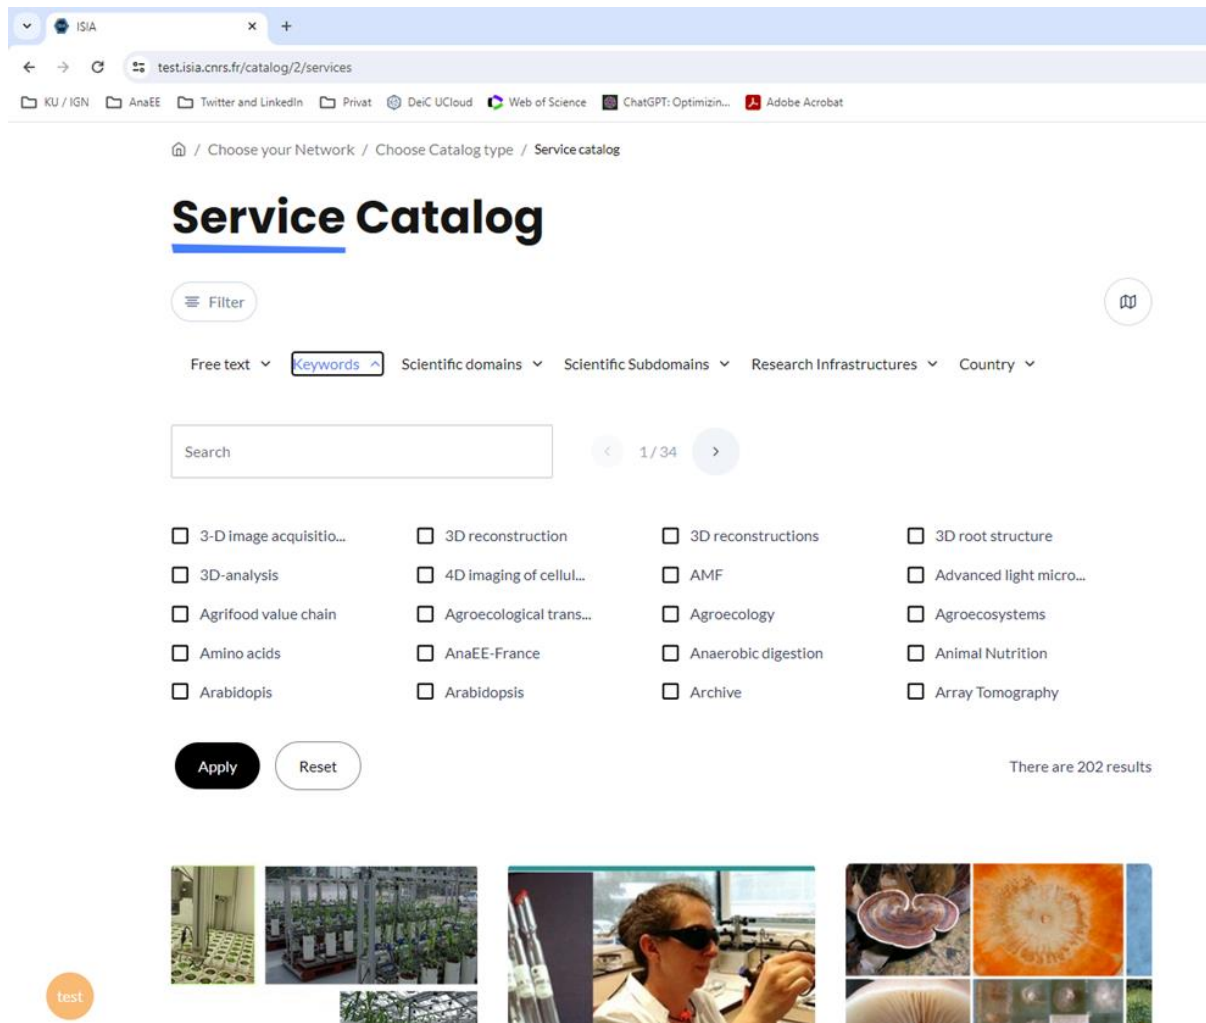 ISIA
test.isia.cnrs.fr/catalog/2/services
KU / IGN AnaEE Twitter and LinkedIn Privat DeiC UCloud Web of Science ChatGPT: Optimizin... Adobe Acrobat
/ Choose your Network / Choose Catalog type / Service catalog
Service Catalog
Filter
Free text Keywords Scientific domains Scientific Subdomains Research Infrastructures Country
Search 1 / 34
3-D image acquisitio... 3D reconstruction 3D reconstructions 3D root structure
3D-analysis 4D imaging of cellul... AMF Advanced light micro...
Agrifood value chain Agroecological trans... Agroecology Agroecosystems
Amino acids AnaEE-France Anaerobic digestion Animal Nutrition
Arabidopis Arabidopsis Archive Array Tomography
Apply Reset There are 202 results
test